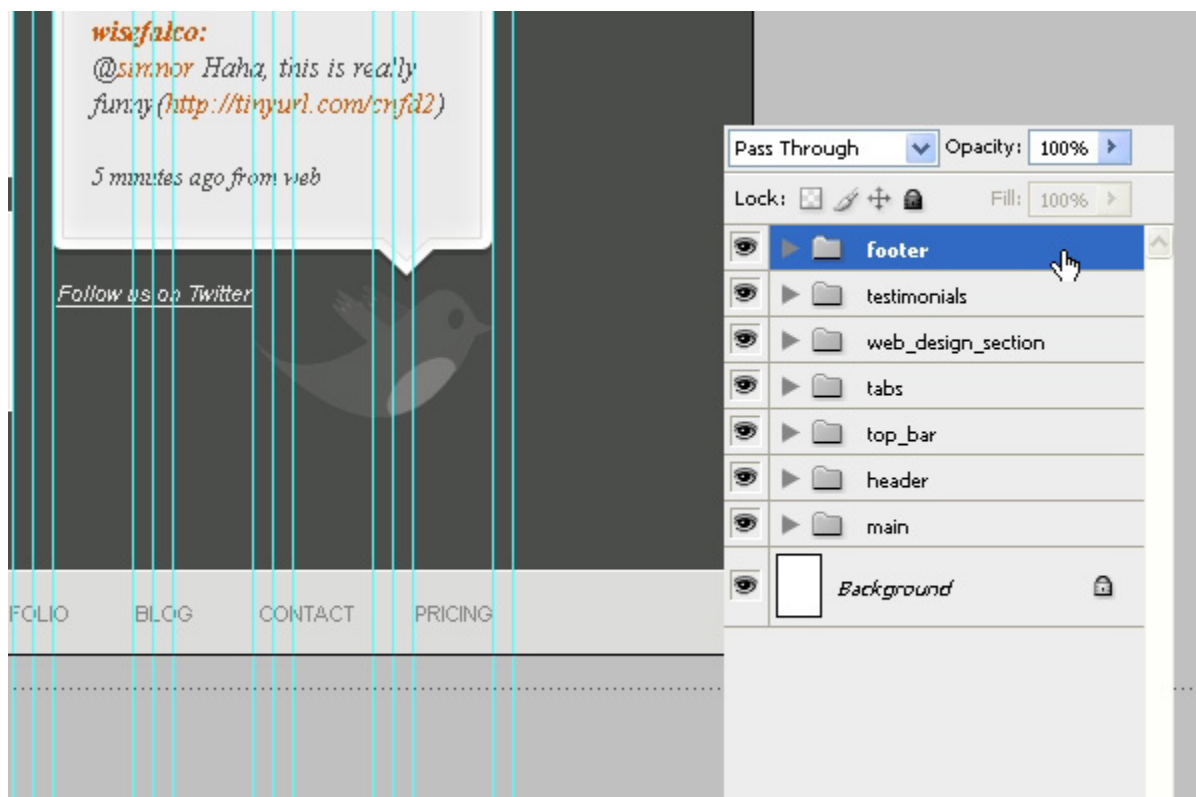 wisefalco:
@simnor Haha, this is really
funny (http://tinyurl.com/cnfd2)
5 minutes ago from web
Follow us on Twitter
FOLIO BLOG CONTACT PRICING
Pass Through Opacity: 100%
Lock: Fill: 100%
footer
testimonials
web_design_section
tabs
top_bar
header
main
Background